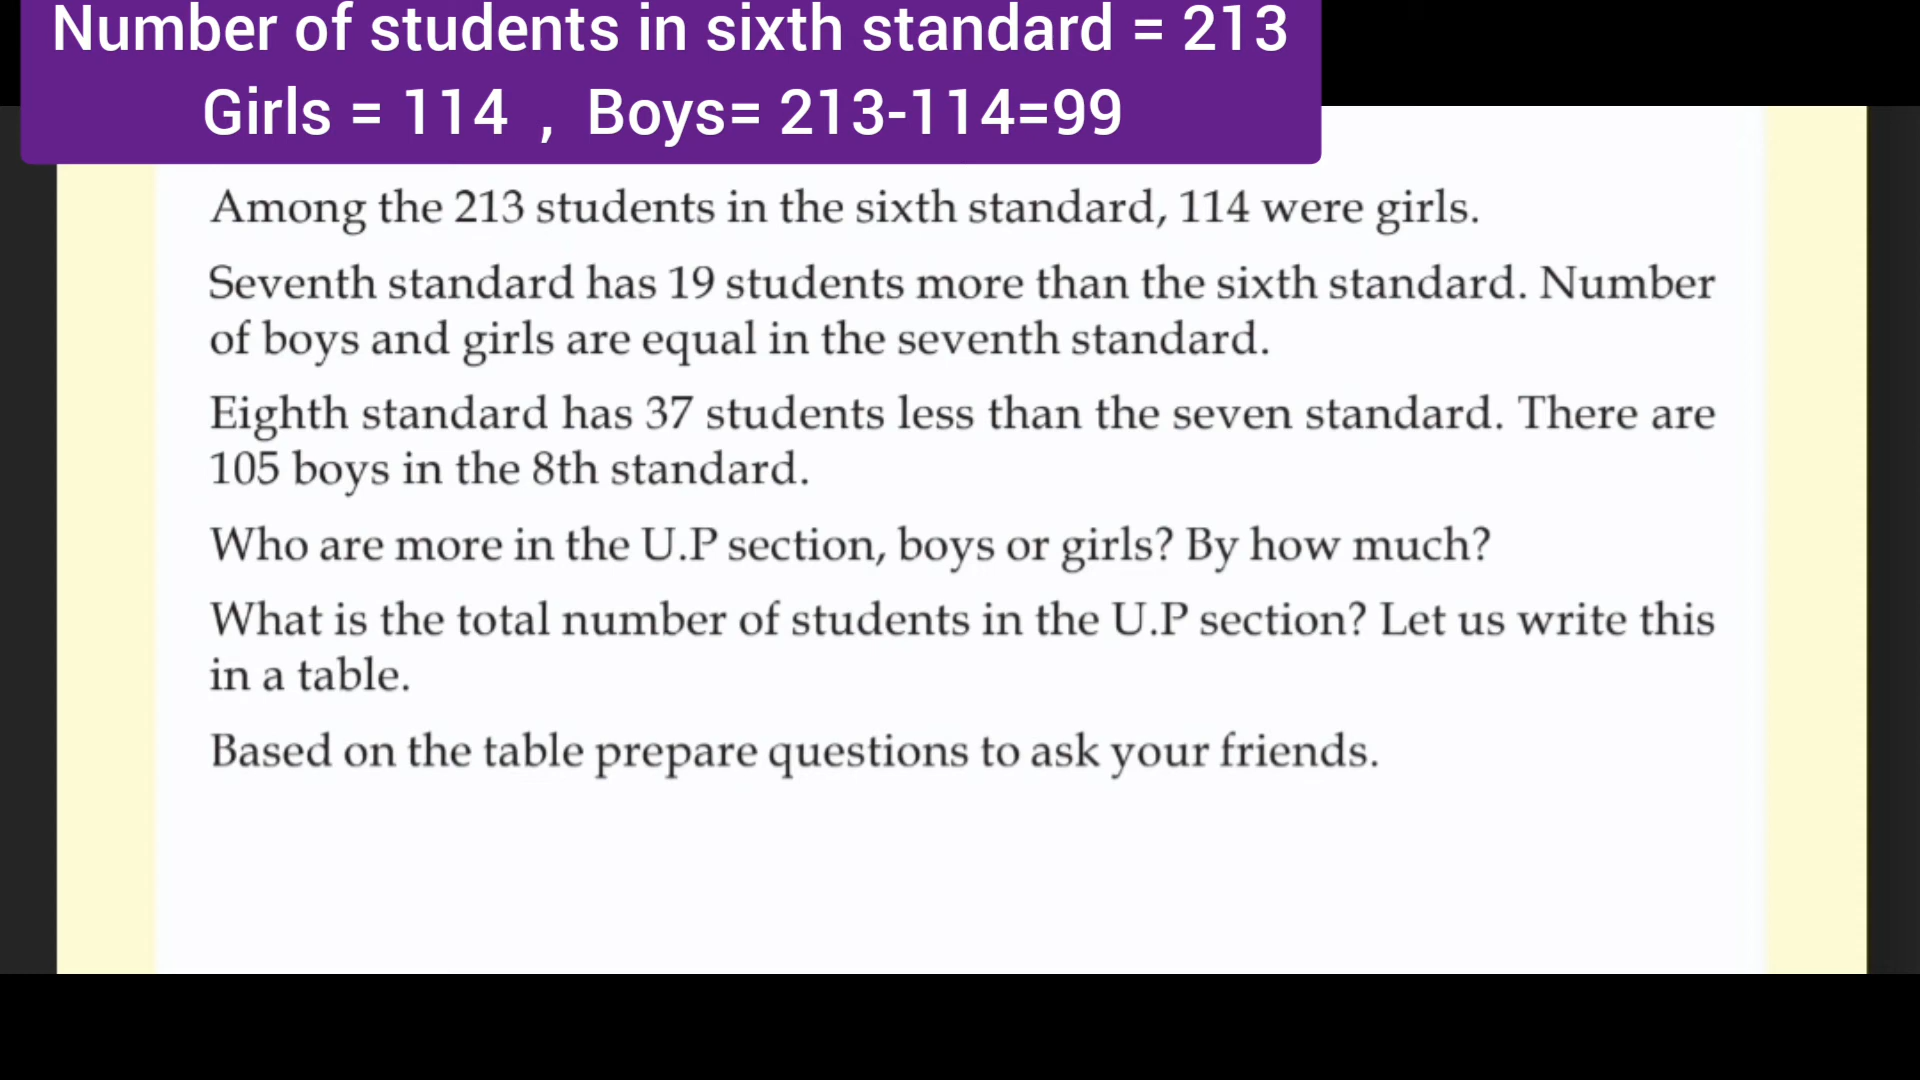 Number of students in sixth standard = 213
Girls = 114 , Boys= 213-114=99
Among the 213 students in the sixth standard, 114 were girls.
Seventh standard has 19 students more than the sixth standard. Number
of boys and girls are equal in the seventh standard.
Eighth standard has 37 students less than the seven standard. There are
105 boys in the 8th standard.
Who are more in the U.P section, boys or girls? By how much?
What is the total number of students in the U.P section? Let us write this
in a table.
Based on the table prepare questions to ask your friends.